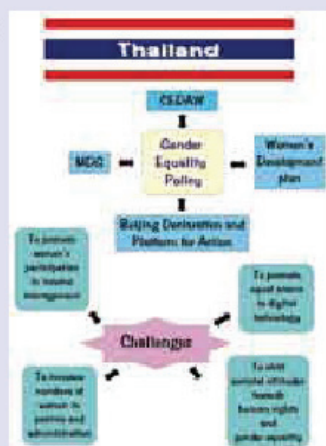 Thailand
CEDAW
Gender
Equality
Policy
MDG
Women's
Development
plan
Beijing Declaration and
Platform for Action
To promote
women's
participation
in
management
To promote
equal access
to digital
technology
Challenges
To increase
numbers of
women in
politics and
administration
To shift
societal attitudes
towards
human rights
and
gender equality